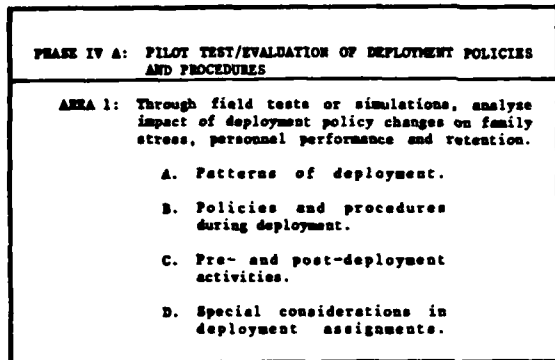 PHASE IV A: PILOT TEST/EVALUATION OF DEPLOYMENT POLICIES
AND PROCEDURES
AREA 1: Through field tests or simulations, analyze
impact of deployment policy changes on family
stress, personnel performance and retention.
A. Patterns of deployment.
B. Policies and procedures
during deployment.
C. Pre- and post-deployment
activities.
D. Special considerations in
deployment assignments.